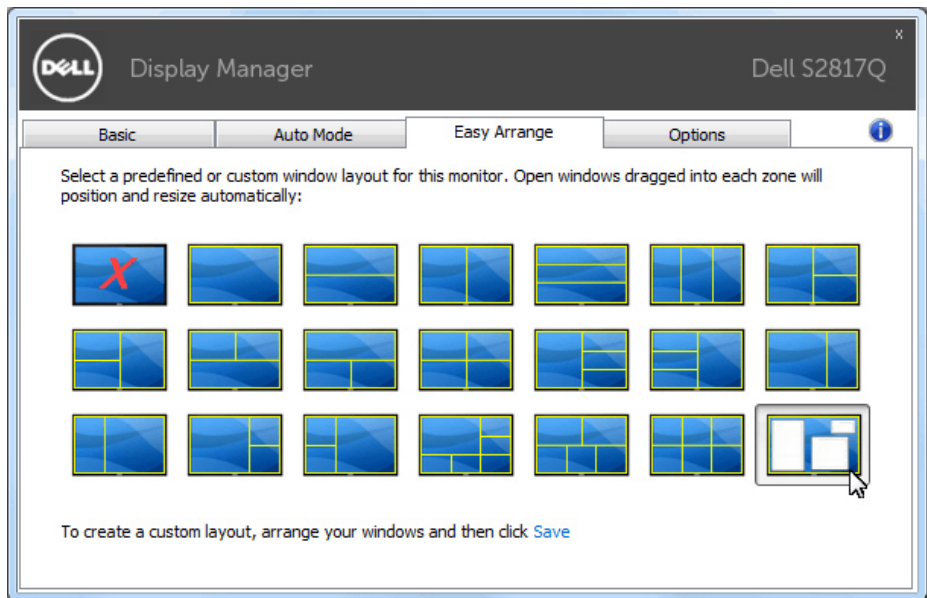 x
DELL
Display Manager
Dell S2817Q
Basic
Auto Mode
Easy Arrange
Options
i
Select a predefined or custom window layout for this monitor. Open windows dragged into each zone will
position and resize automatically:
X
To create a custom layout, arrange your windows and then click Save